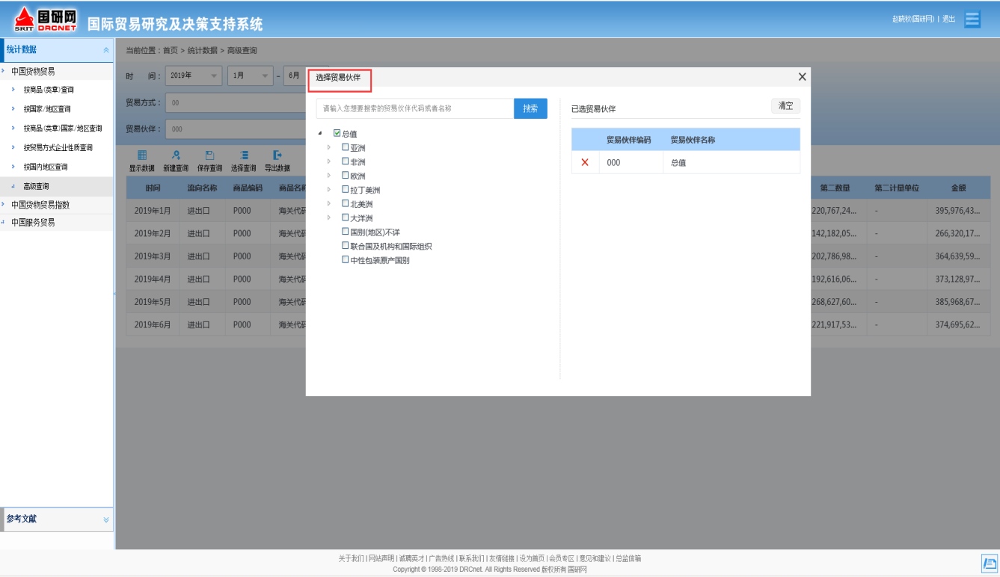 国研网
SRIT DRCNET
国际贸易研究及决策支持系统
赵晓秋(国研网) | 退出
统计数据
中国货物贸易
按商品(类章)查询
按国家/地区查询
按商品(类章)国家/地区查询
按贸易方式企业性质查询
按国内地区查询
高级查询
中国货物贸易指数
中国服务贸易
参考文献
当前位置：首页 > 统计数据 > 高级查询
时 间： 2019年 1月 - 6月
贸易方式： 00
贸易伙伴： 000
显示数据 新建查询 保存查询 选择查询 导出数据
时间 流向名称 商品编码 商品名称 第二数量 第二计量单位 金额
2019年1月 进出口 P000 海关代码 220,767,24... - 395,976,43...
2019年2月 进出口 P000 海关代码 142,182,05... - 266,320,17...
2019年3月 进出口 P000 海关代码 202,786,98... - 364,639,59...
2019年4月 进出口 P000 海关代码 192,616,06... - 373,128,97...
2019年5月 进出口 P000 海关代码 268,627,60... - 385,968,67...
2019年6月 进出口 P000 海关代码 221,917,53... - 374,695,62...
选择贸易伙伴 X
请输入您想要搜索的贸易伙伴代码或者名称 搜索
总值
亚洲
非洲
欧洲
拉丁美洲
北美洲
大洋洲
国别(地区)不详
联合国及机构和国际组织
中性包装原产国别
已选贸易伙伴 清空
贸易伙伴编码 贸易伙伴名称
000 总值
关于我们 | 网站声明 | 诚聘英才 | 广告热线 | 联系我们 | 友情链接 | 设为首页 | 会员专区 | 意见和建议 | 总监信箱
Copyright © 1998-2019 DRCnet. All Rights Reserved 版权所有 国研网